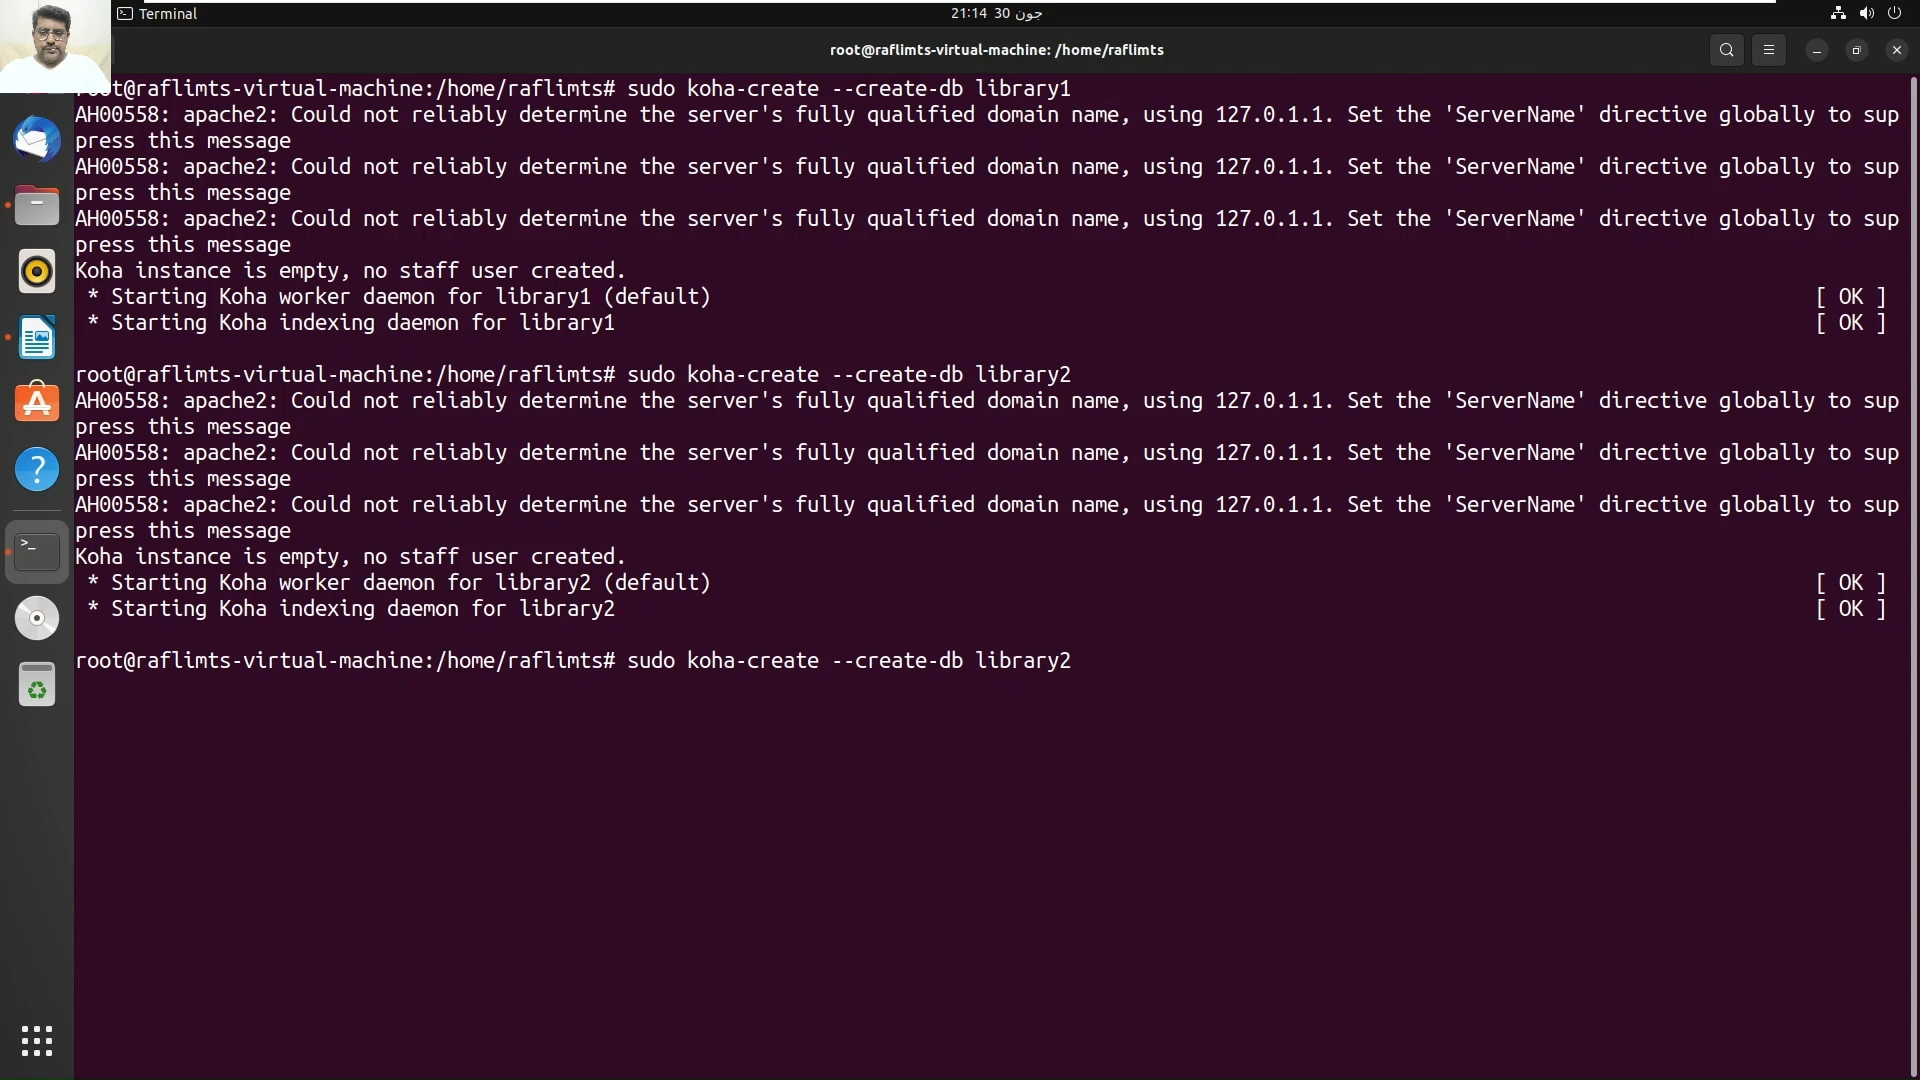 Terminal
21:14 30 جون
root@raflimts-virtual-machine: /home/raflimts
root@raflimts-virtual-machine:/home/raflimts# sudo koha-create --create-db library1
AH00558: apache2: Could not reliably determine the server's fully qualified domain name, using 127.0.1.1. Set the 'ServerName' directive globally to sup
press this message
AH00558: apache2: Could not reliably determine the server's fully qualified domain name, using 127.0.1.1. Set the 'ServerName' directive globally to sup
press this message
AH00558: apache2: Could not reliably determine the server's fully qualified domain name, using 127.0.1.1. Set the 'ServerName' directive globally to sup
press this message
Koha instance is empty, no staff user created.
* Starting Koha worker daemon for library1 (default) [ OK ]
* Starting Koha indexing daemon for library1 [ OK ]
root@raflimts-virtual-machine:/home/raflimts# sudo koha-create --create-db library2
AH00558: apache2: Could not reliably determine the server's fully qualified domain name, using 127.0.1.1. Set the 'ServerName' directive globally to sup
press this message
AH00558: apache2: Could not reliably determine the server's fully qualified domain name, using 127.0.1.1. Set the 'ServerName' directive globally to sup
press this message
AH00558: apache2: Could not reliably determine the server's fully qualified domain name, using 127.0.1.1. Set the 'ServerName' directive globally to sup
press this message
Koha instance is empty, no staff user created.
* Starting Koha worker daemon for library2 (default) [ OK ]
* Starting Koha indexing daemon for library2 [ OK ]
root@raflimts-virtual-machine:/home/raflimts# sudo koha-create --create-db library2